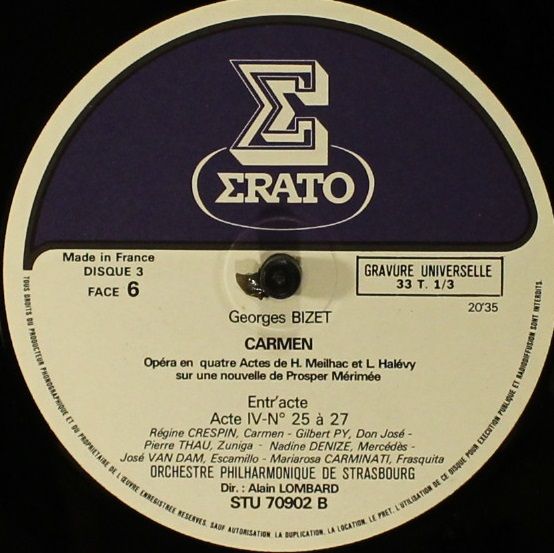 ΣRATO
Made in France
DISQUE 3
FACE 6
GRAVURE UNIVERSELLE
33 T. 1/3
20'35
Georges BIZET
CARMEN
Opéra en quatre Actes de H. Meilhac et L. Halévy
sur une nouvelle de Prosper Mérimée
Entr'acte
Acte IV-N° 25 à 27
Régine CRESPIN, Carmen - Gilbert PY, Don José -
Pierre THAU, Zuniga - Nadine DENIZE, Mercédès -
José VAN DAM, Escamillo - Mariarosa CARMINATI, Frasquita
ORCHESTRE PHILHARMONIQUE DE STRASBOURG
Dir. : Alain LOMBARD
STU 70902 B
TOUS DROITS DU PRODUCTEUR PHONOGRAPHIQUE ET DU PROPRIETAIRE DE L'ŒUVRE ENREGISTREE RESERVES. SAUF AUTORISATION, LA DUPLICATION, LA LOCATION, LE PRET, L'UTILISATION DE CE DISQUE POUR EXECUTION PUBLIQUE ET RADIODIFFUSION SONT INTERDITS.